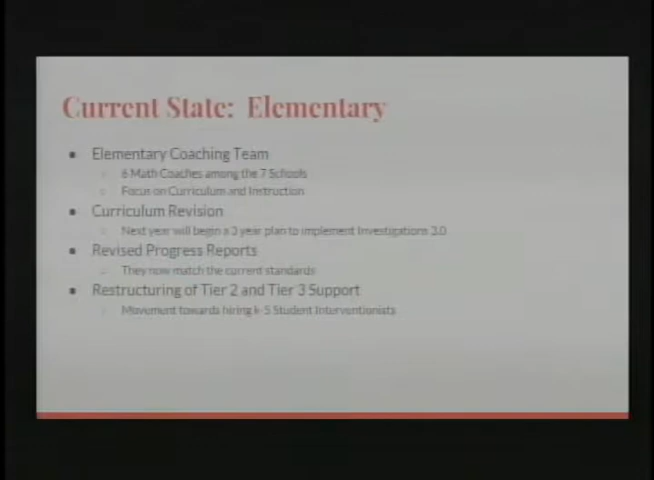 Current State: Elementary
Elementary Coaching Team
6 Math Coaches among the 7 Schools
Focus on Curriculum and Instruction
Curriculum Revision
Next year will begin a 3 year plan to implement Investigations 3.0
Revised Progress Reports
They now match the current standards
Restructuring of Tier 2 and Tier 3 Support
Movement towards hiring k-5 Student Interventionists